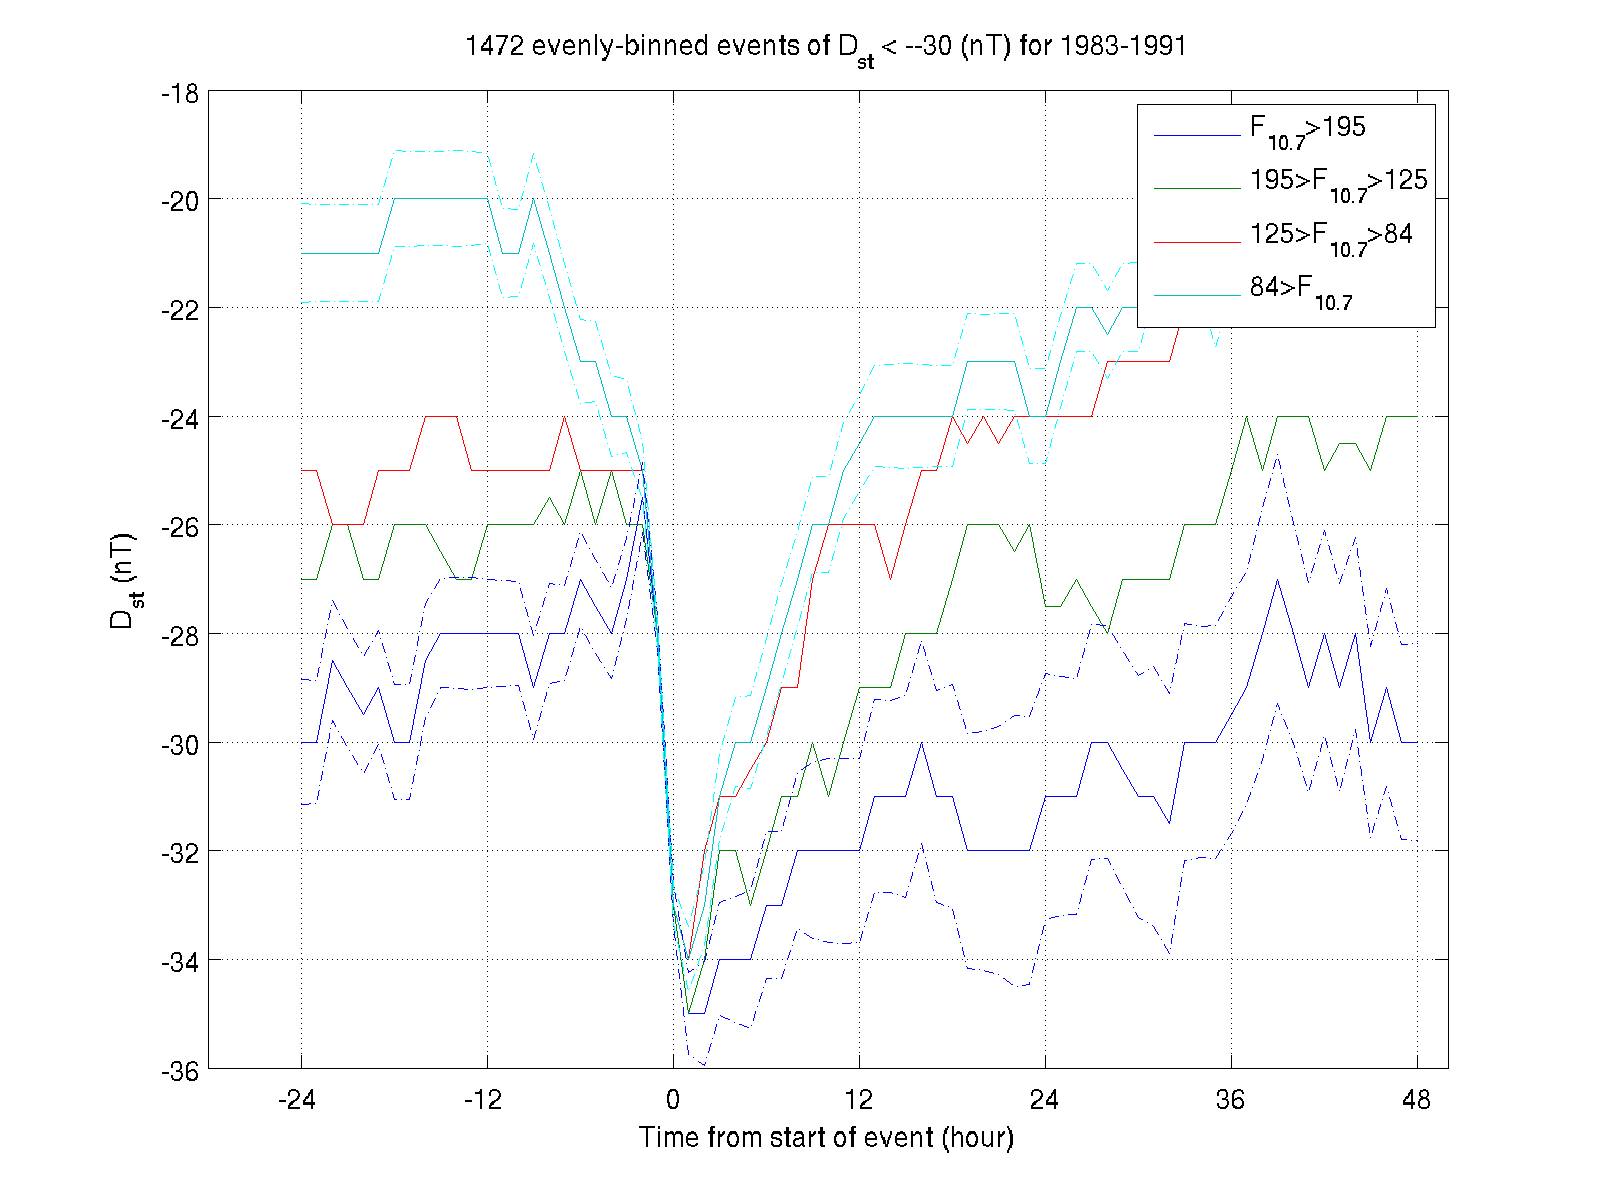 1472 evenly-binned events of Dst < --30 (nT) for 1983-1991
-18
-20
-22
-24
-26
-28
-30
-32
-34
-36
Dst (nT)
F10.7>195
195>F10.7>125
125>F10.7>84
84>F10.7
-24 -12 0 12 24 36 48
Time from start of event (hour)